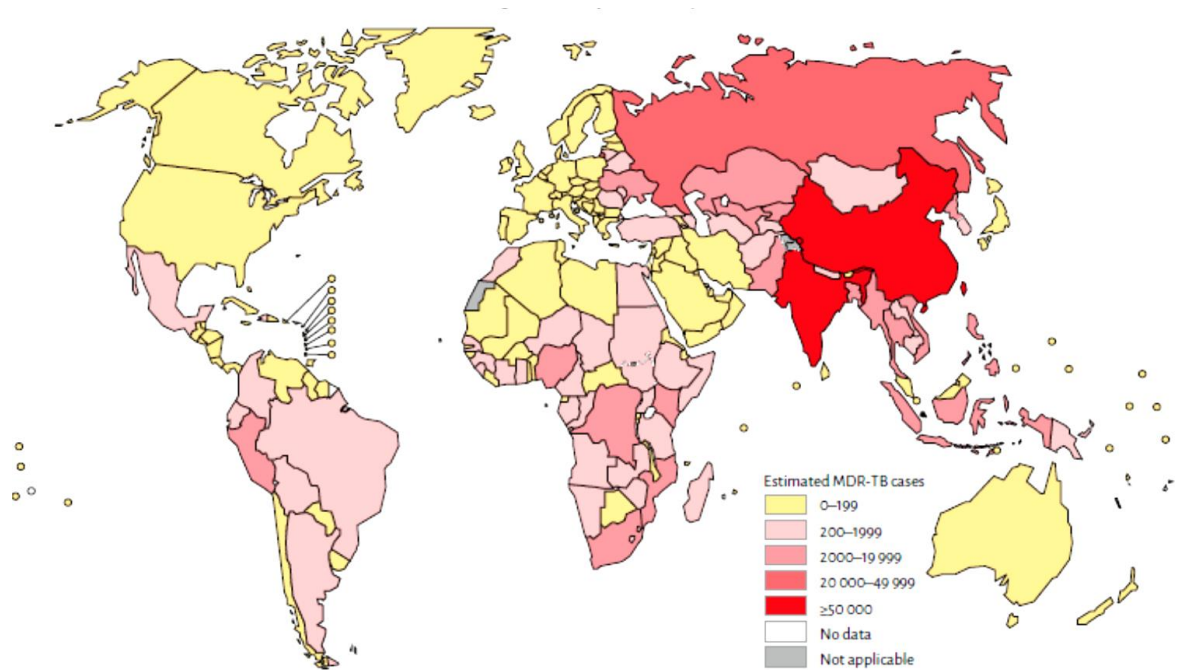 Estimated MDR-TB cases
0–199
200–1999
2000–19 999
20 000–49 999
≥50 000
No data
Not applicable